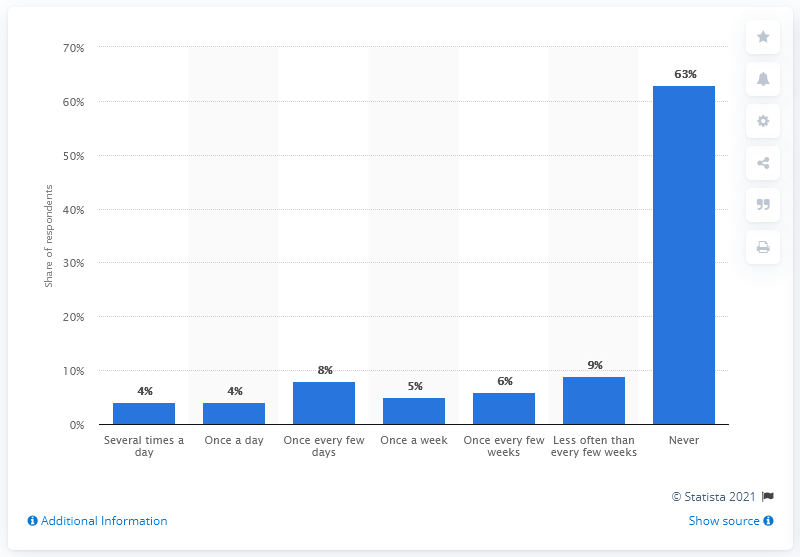 70%
60%
50%
40%
30%
20%
10%
0%
Share of respondents
4%
4%
8%
5%
6%
9%
63%
Several times a
day
Once a day
Once every few
days
Once a week
Once every few
weeks
Less often than
every few weeks
Never
© Statista 2021
Additional Information
Show source